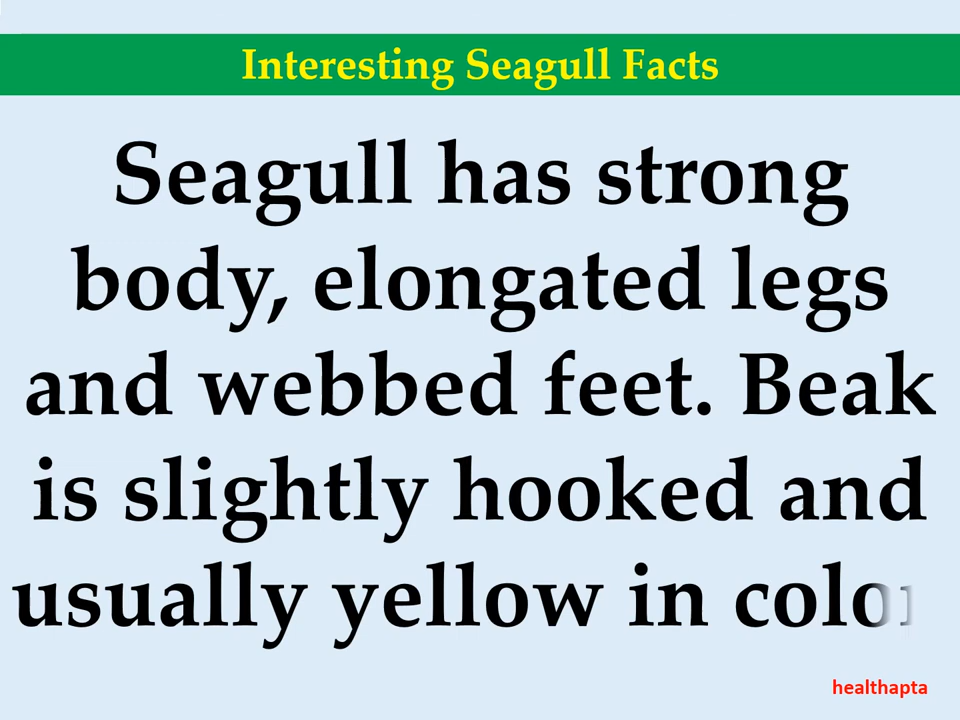 Interesting Seagull Facts
Seagull has strong
body, elongated legs
and webbed feet. Beak
is slightly hooked and
usually yellow in color
healthapta